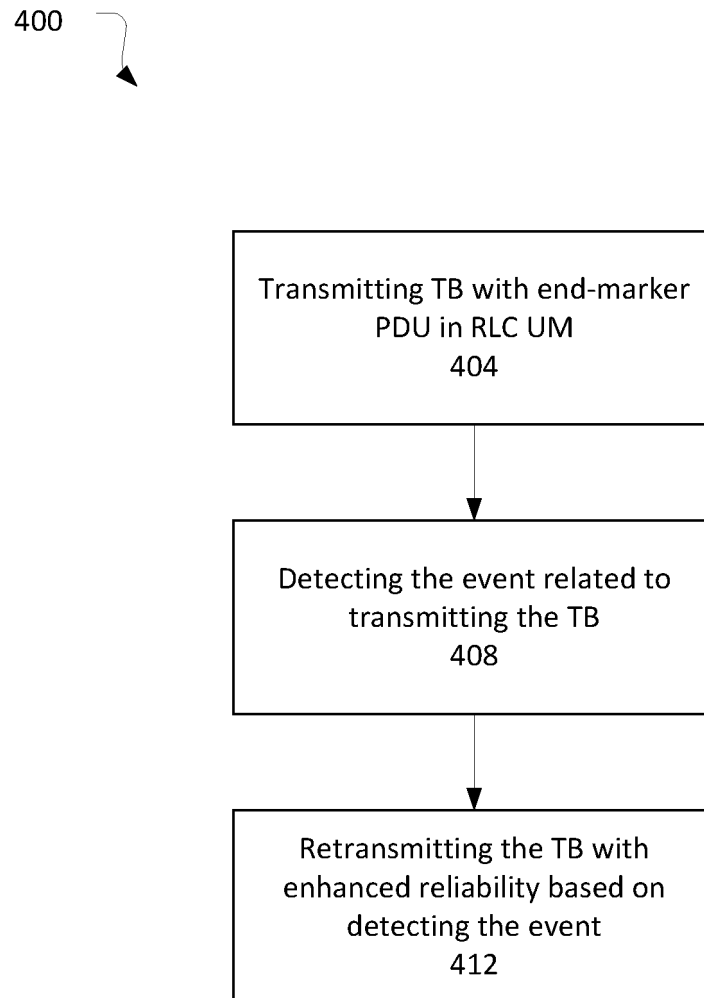 400
Transmitting TB with end-marker
PDU in RLC UM
404
Detecting the event related to
transmitting the TB
408
Retransmitting the TB with
enhanced reliability based on
detecting the event
412